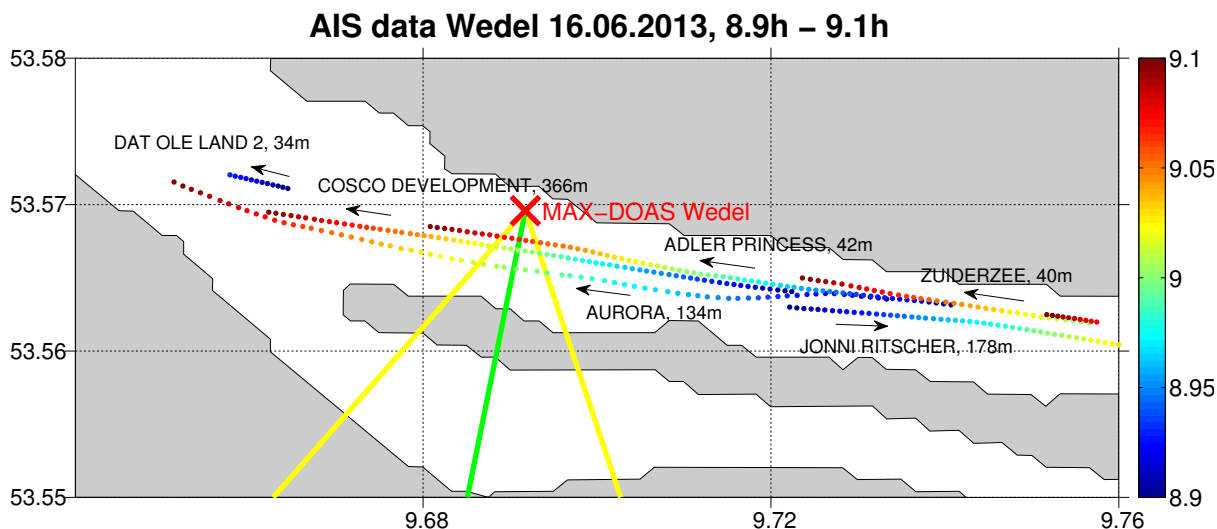 AIS data Wedel 16.06.2013, 8.9h − 9.1h
53.58
9.1
DAT OLE LAND 2, 34m
COSCO DEVELOPMENT, 366m
9.05
53.57
MAX−DOAS Wedel
ADLER PRINCESS, 42m
ZUIDERZEE, 40m
9
AURORA, 134m
JONNI RITSCHER, 178m
53.56
8.95
53.55
8.9
9.68
9.72
9.76